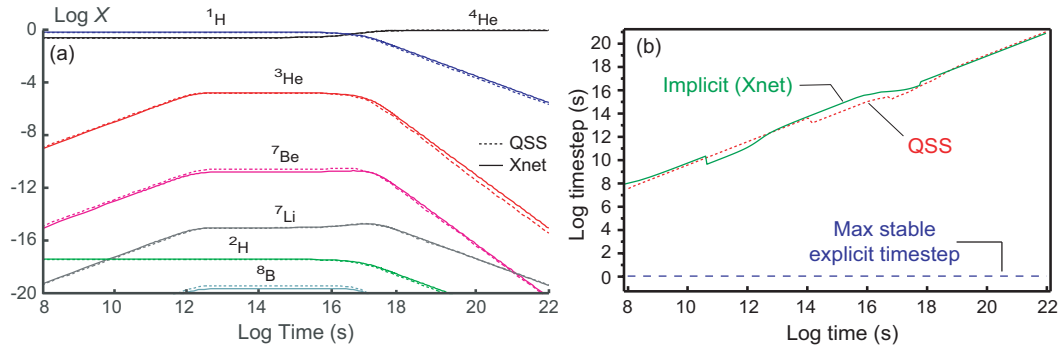 Log X
¹H
⁴He
(a)
³He
⁷Be
⁷Li
²H
⁸B
QSS
Xnet
0
-4
-8
-12
-16
-20
8
10
12
14
16
18
20
22
Log Time (s)
(b)
Implicit (Xnet)
QSS
Max stable
explicit timestep
Log timestep (s)
20
18
16
14
12
10
8
6
4
2
0
8
10
12
14
16
18
20
22
Log time (s)